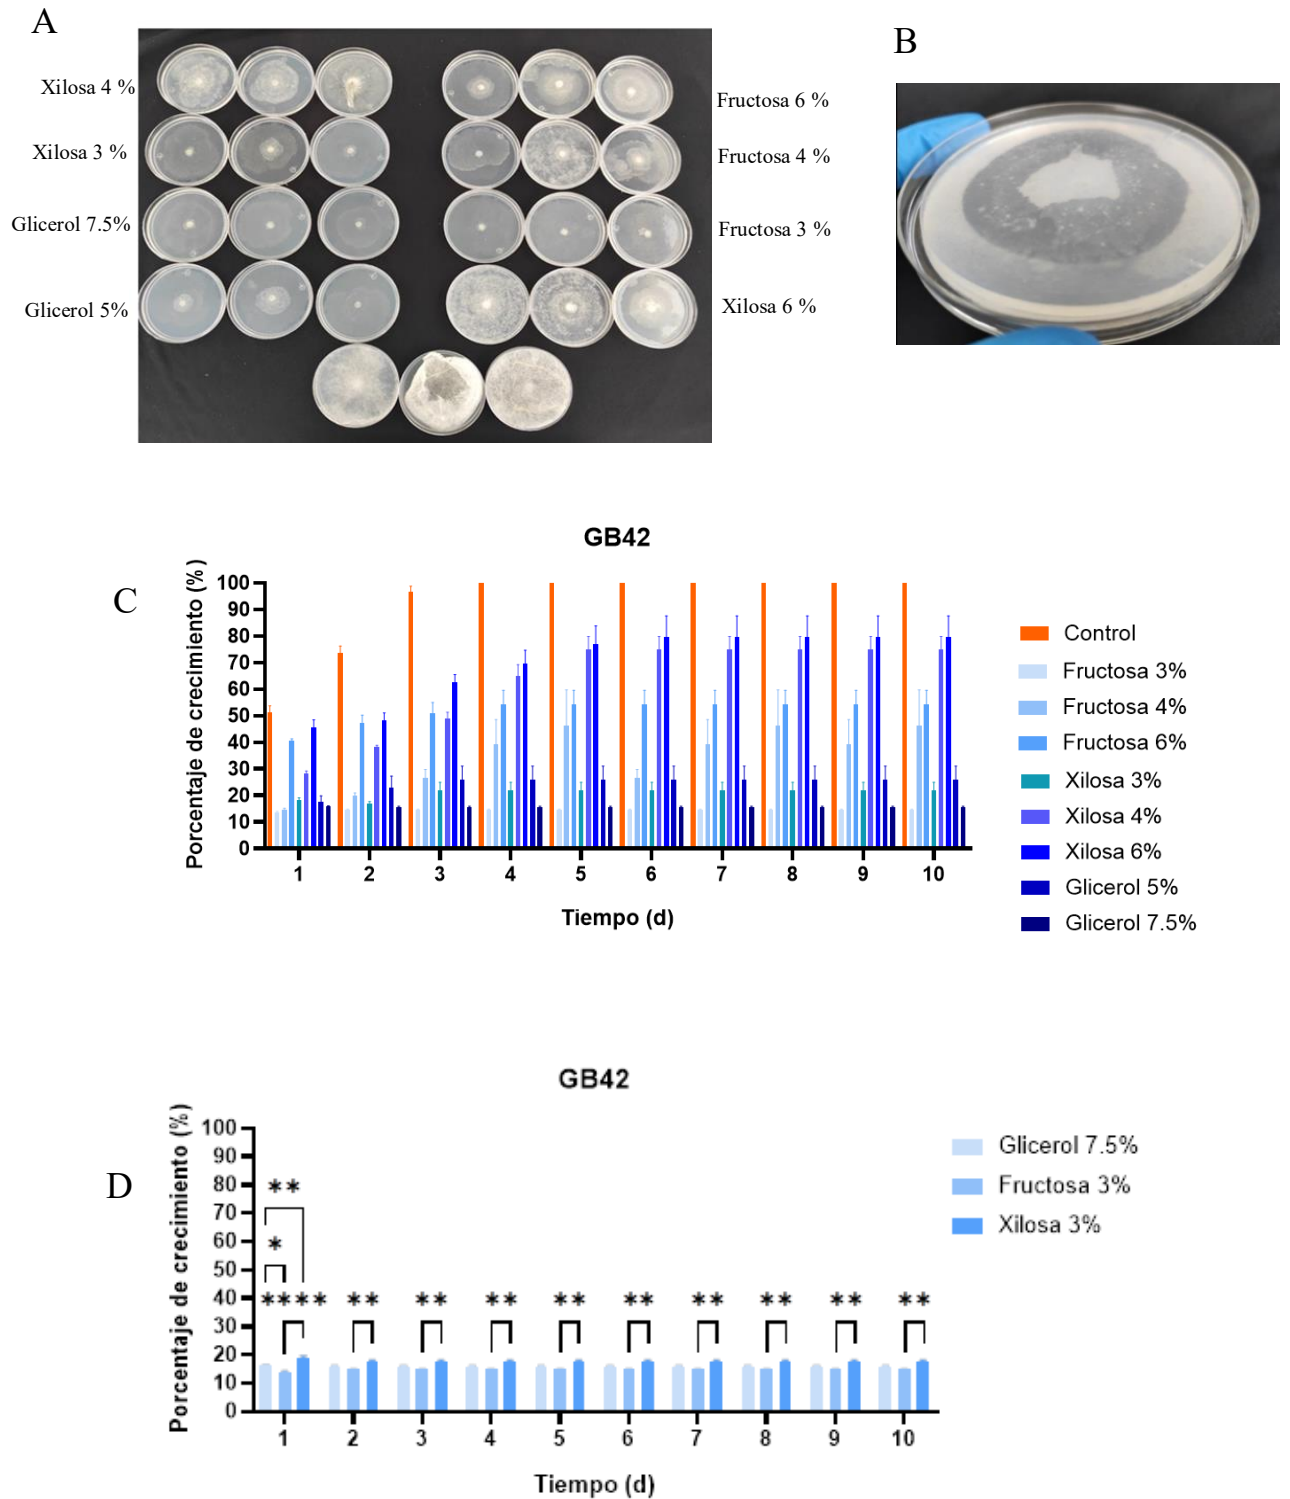 A
B
Xilosa 4 %
Xilosa 3 %
Glicerol 7.5%
Glicerol 5%
Fructosa 6 %
Fructosa 4 %
Fructosa 3 %
Xilosa 6 %
C
GB42
Porcentaje de crecimiento (%)
100
90
80
70
60
50
40
30
20
10
0
1 2 3 4 5 6 7 8 9 10
Tiempo (d)
Control
Fructosa 3%
Fructosa 4%
Fructosa 6%
Xilosa 3%
Xilosa 4%
Xilosa 6%
Glicerol 5%
Glicerol 7.5%
D
GB42
Porcentaje de crecimiento (%)
100
90
80
70
60
50
40
30
20
10
0
**
*
**** ** ** ** ** ** ** ** ** **
1 2 3 4 5 6 7 8 9 10
Tiempo (d)
Glicerol 7.5%
Fructosa 3%
Xilosa 3%